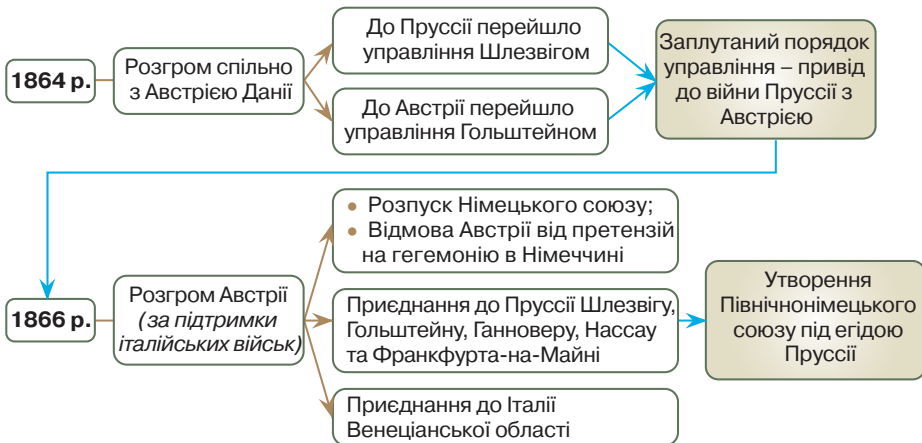 1864 р.
Розгром спільно
з Австрією Данії
До Пруссії перейшло
управління Шлезвігом
До Австрії перейшло
управління Гольштейном
Заплутаний порядок
управління – привід
до війни Пруссії з
Австрією
1866 р.
Розгром Австрії
(за підтримки
італійських військ)
• Розпуск Німецького союзу;
• Відмова Австрії від претензій
на гегемонію в Німеччині
Приєднання до Пруссії Шлезвігу,
Гольштейну, Ганноверу, Нассау
та Франкфурта-на-Майні
Приєднання до Італії
Венеціанської області
Утворення
Північнонімецького
союзу під егідою
Пруссії